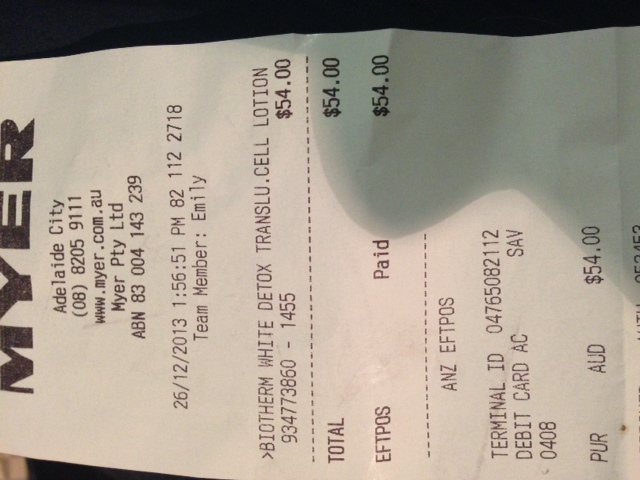 MYER
Adelaide City
(08) 8205 9111
www.myer.com.au
Myer Pty Ltd
ABN 83 004 143 239
26/12/2013 1:56:51 PM 82 112 2718
Team Member: Emily
>BIOTHERM WHITE DETOX TRANSLU.CELL LOTION
934773860 - 1455 $54.00
TOTAL $54.00
EFTPOS Paid $54.00
ANZ EFTPOS
TERMINAL ID 04765082112
DEBIT CARD AC SAV
0408
PUR AUD $54.00